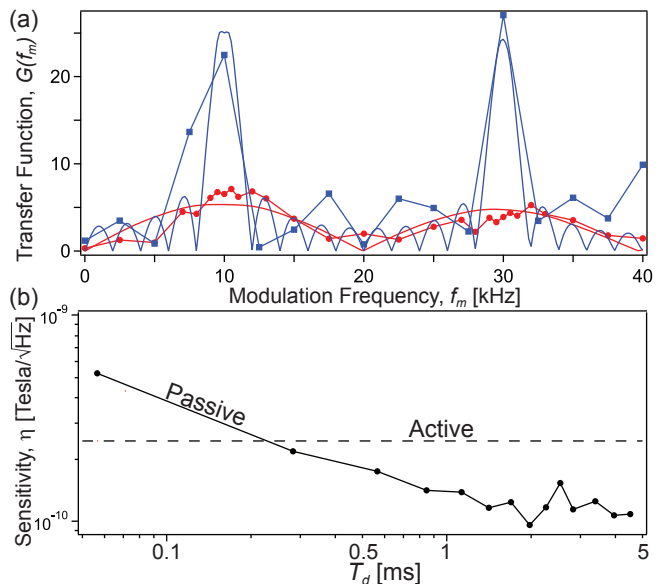 (a)
Transfer Function, G(fm)
20
10
0
0
10
20
30
40
Modulation Frequency, fm [kHz]
(b)
Sensitivity, η [Tesla/√Hz]
10-9
10-10
Passive
Active
0.1
0.5
1
5
Td [ms]